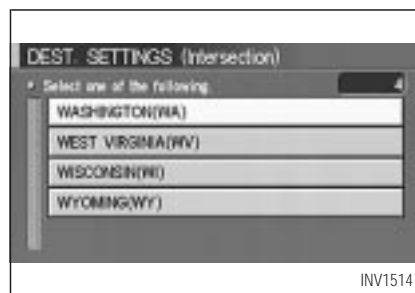 DEST. SETTINGS (Intersection)
Select one of the following.
4
WASHINGTON(WA)
WEST VIRGINIA(WV)
WISCONSIN(WI)
WYOMING(WY)
INV1514